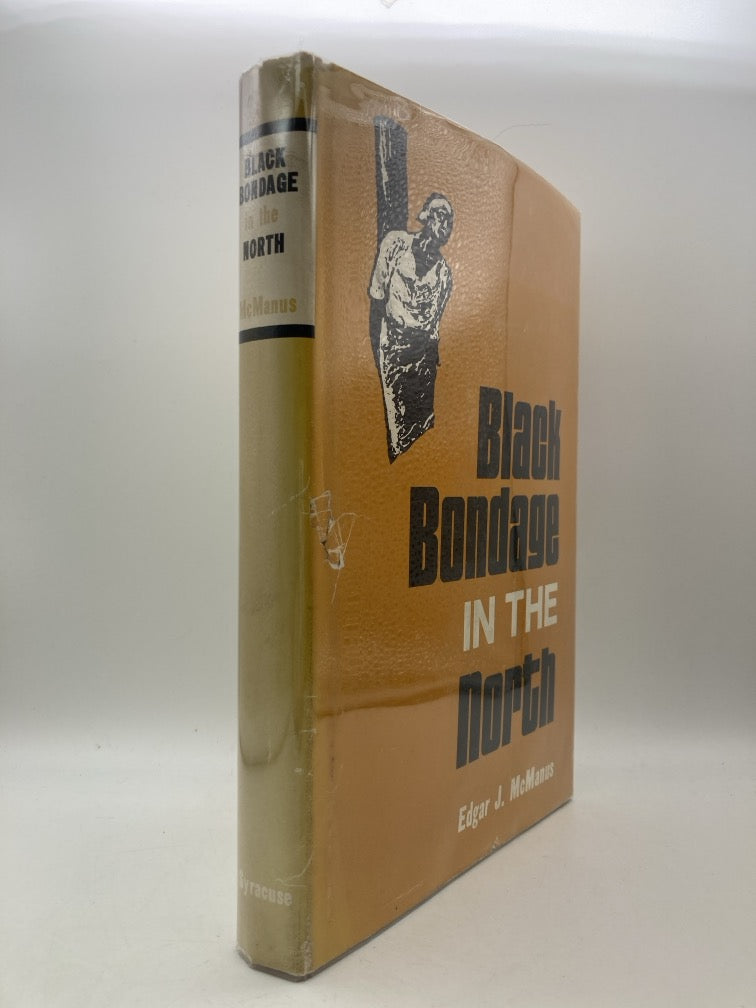 BLACK
BONDAGE
in the
NORTH
McManus
Syracuse
Black
Bondage
IN THE
North
Edgar J. McManus